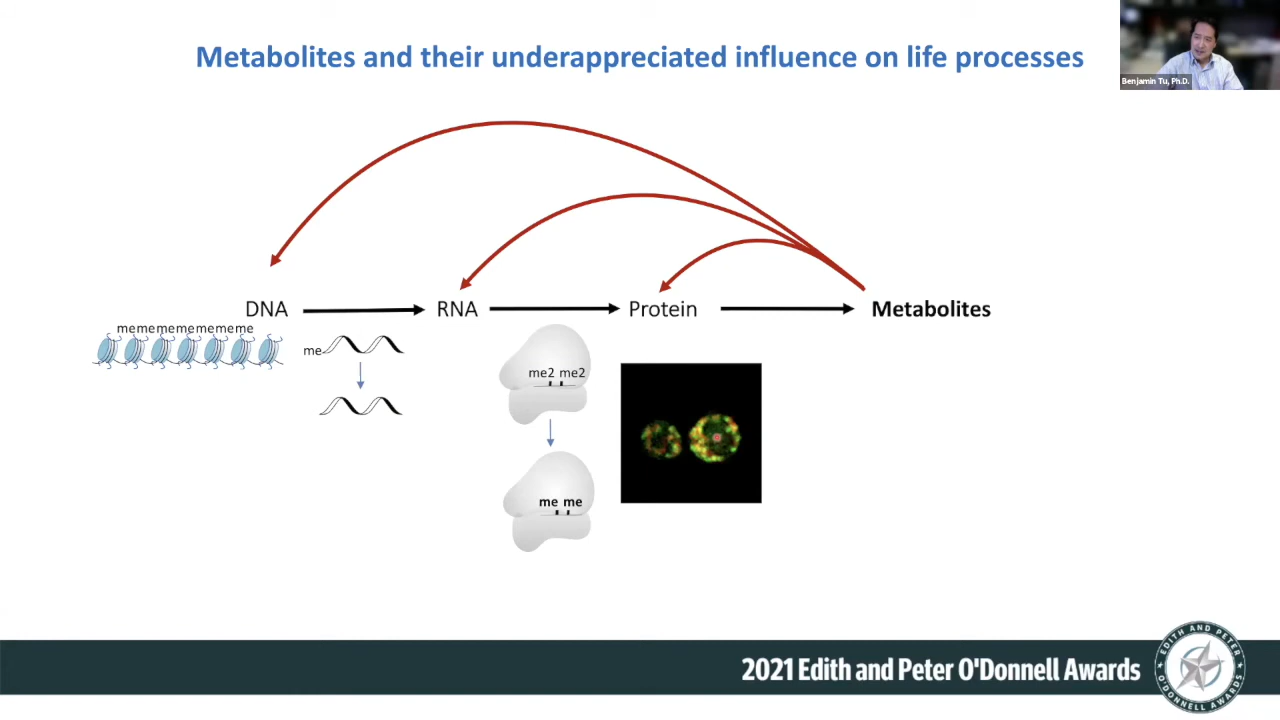 Metabolites and their underappreciated influence on life processes
Benjamin Tu, Ph.D.
DNA
RNA
Protein
Metabolites
mememememememe
me
me2 me2
me me
2021 Edith and Peter O'Donnell Awards
EDITH AND PETER
O'DONNELL AWARDS